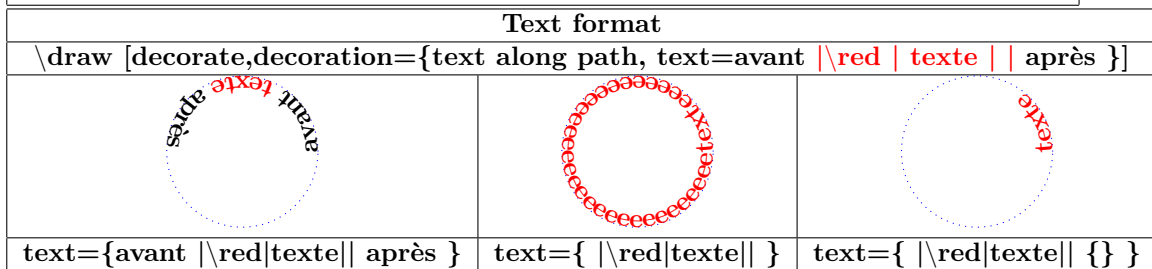 Text format
\draw [decorate,decoration={text along path, text=avant |\red | texte | | après }]
avant texte après
texteeeeeeeeeeeeeeeeeeeeeeeeeeeeeeeee
texte
text={avant |\red|texte|| après } text={ |\red|texte|| } text={ |\red|texte|| {} }